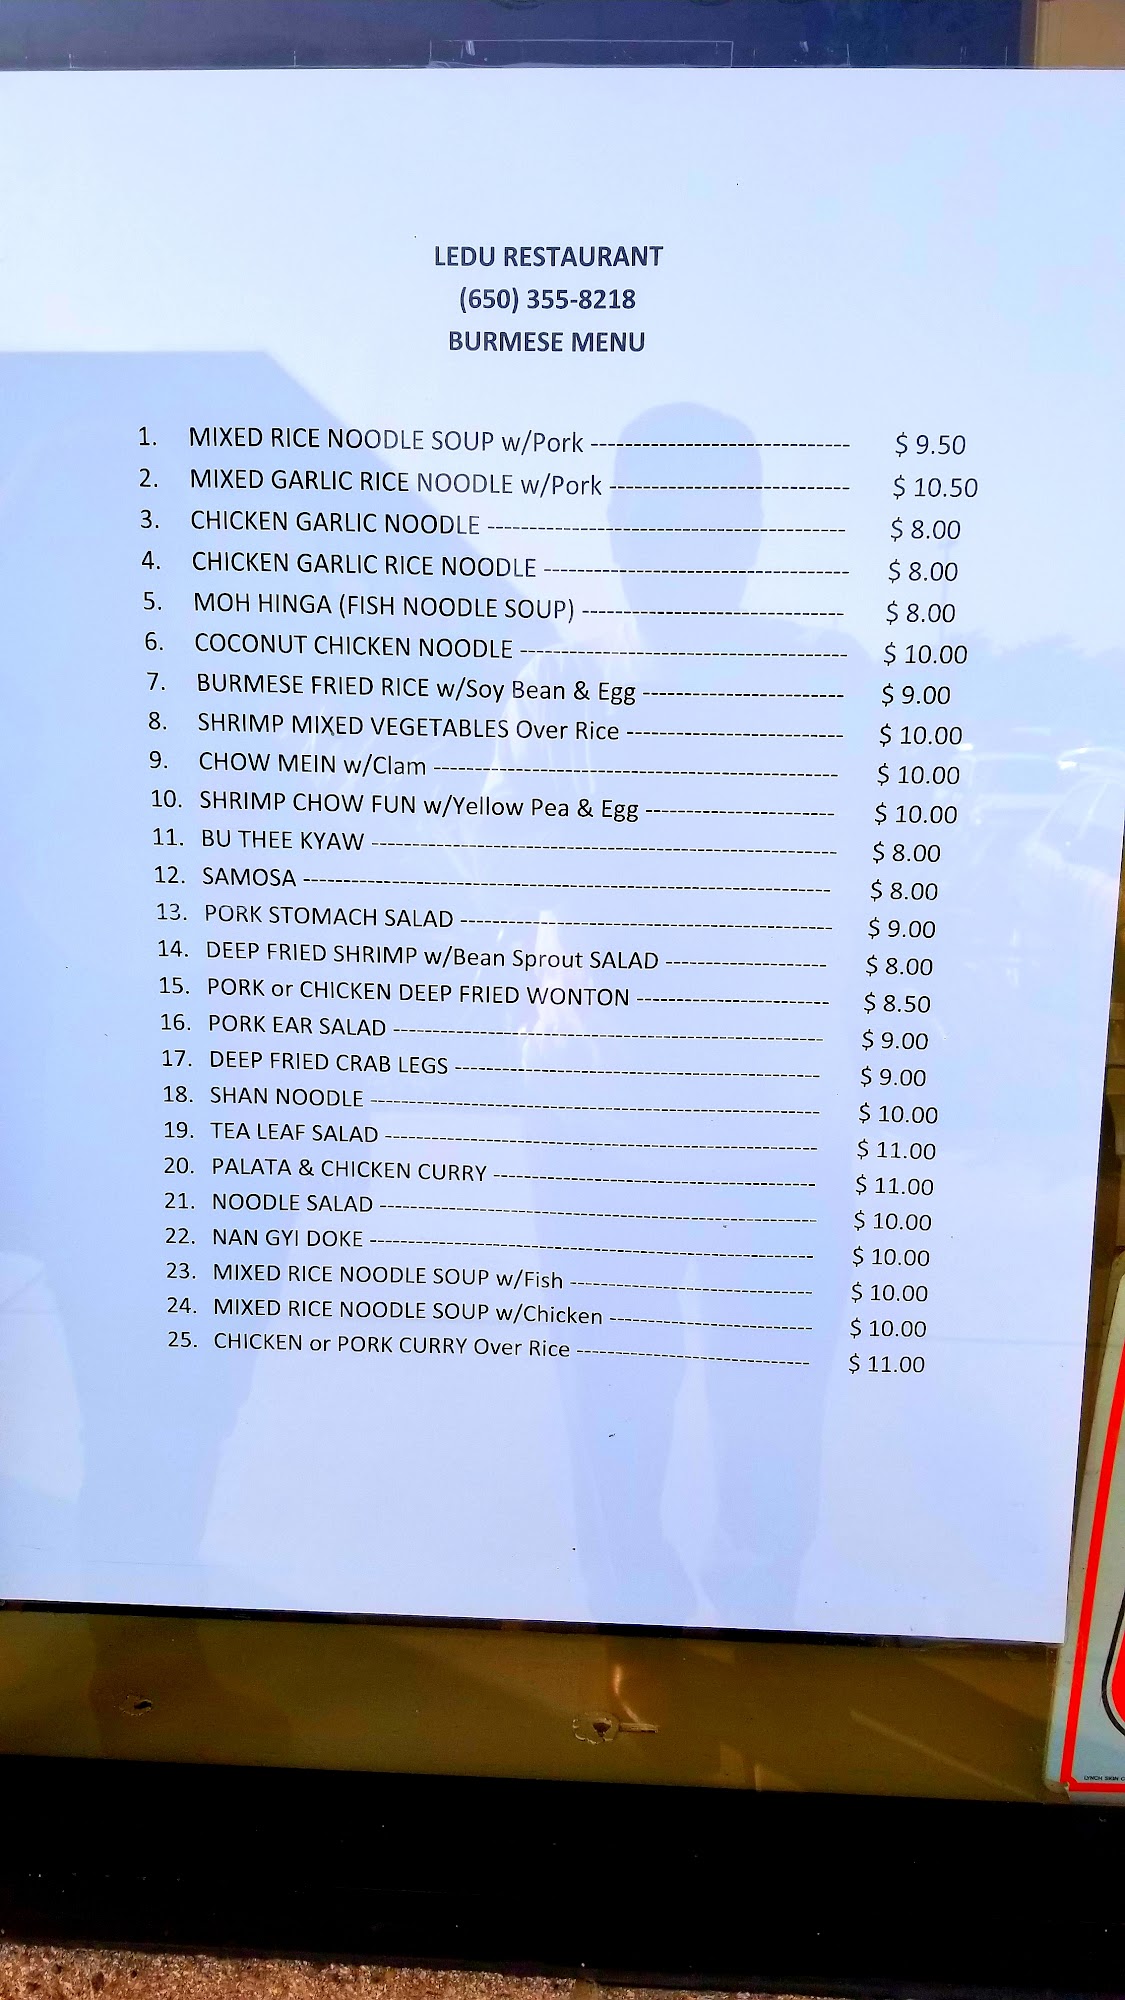 LEDU RESTAURANT
(650) 355-8218
BURMESE MENU
1. MIXED RICE NOODLE SOUP w/Pork $ 9.50
2. MIXED GARLIC RICE NOODLE w/Pork $ 10.50
3. CHICKEN GARLIC NOODLE $ 8.00
4. CHICKEN GARLIC RICE NOODLE $ 8.00
5. MOH HINGA (FISH NOODLE SOUP) $ 8.00
6. COCONUT CHICKEN NOODLE $ 10.00
7. BURMESE FRIED RICE w/Soy Bean & Egg $ 9.00
8. SHRIMP MIXED VEGETABLES Over Rice $ 10.00
9. CHOW MEIN w/Clam $ 10.00
10. SHRIMP CHOW FUN w/Yellow Pea & Egg $ 10.00
11. BU THEE KYAW $ 8.00
12. SAMOSA $ 8.00
13. PORK STOMACH SALAD $ 9.00
14. DEEP FRIED SHRIMP w/Bean Sprout SALAD $ 8.00
15. PORK or CHICKEN DEEP FRIED WONTON $ 8.50
16. PORK EAR SALAD $ 9.00
17. DEEP FRIED CRAB LEGS $ 9.00
18. SHAN NOODLE $ 10.00
19. TEA LEAF SALAD $ 11.00
20. PALATA & CHICKEN CURRY $ 11.00
21. NOODLE SALAD $ 10.00
22. NAN GYI DOKE $ 10.00
23. MIXED RICE NOODLE SOUP w/Fish $ 10.00
24. MIXED RICE NOODLE SOUP w/Chicken $ 10.00
25. CHICKEN or PORK CURRY Over Rice $ 11.00